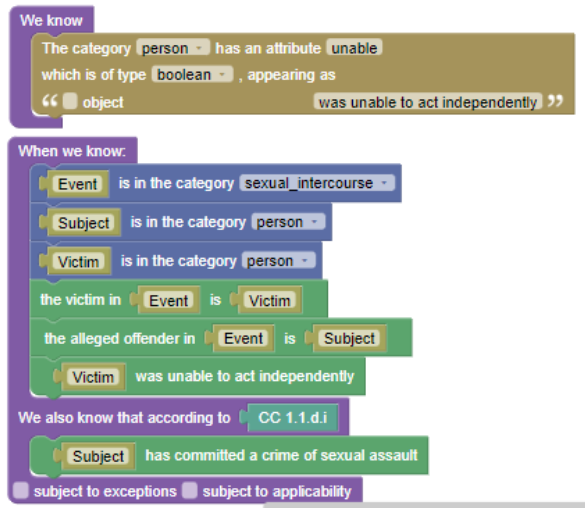 We know
The category person has an attribute unable
which is of type boolean , appearing as
“ object was unable to act independently ”
When we know:
Event is in the category sexual_intercourse
Subject is in the category person
Victim is in the category person
the victim in Event is Victim
the alleged offender in Event is Subject
Victim was unable to act independently
We also know that according to CC 1.1.d.i
Subject has committed a crime of sexual assault
subject to exceptions subject to applicability